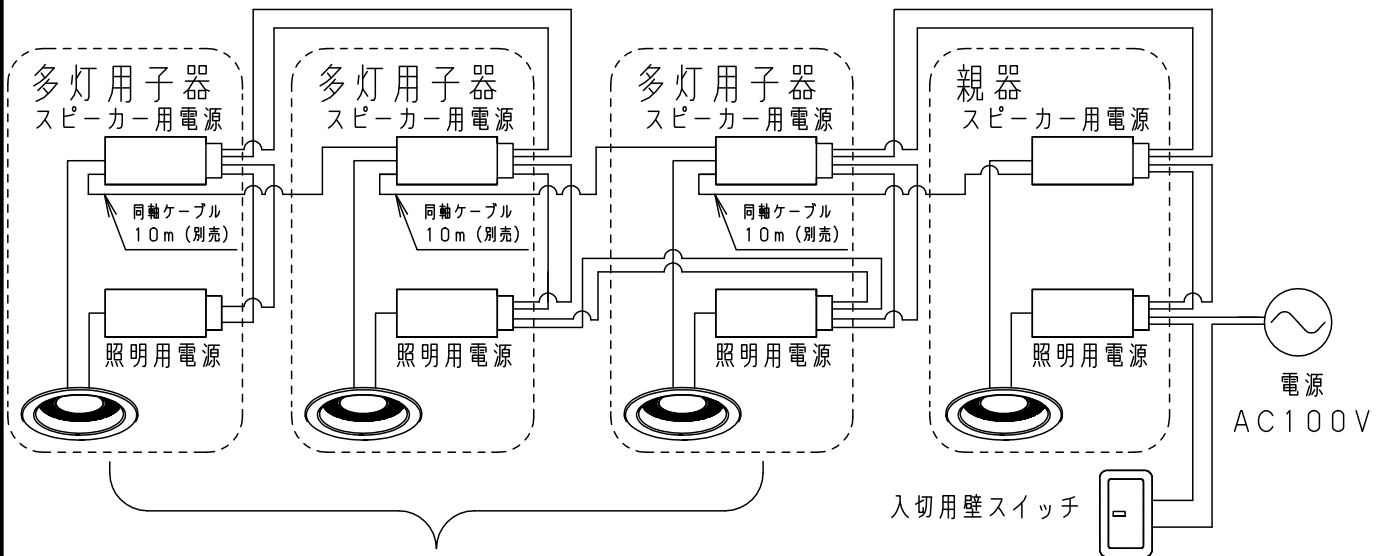 多灯用子器
スピーカー用電源
同軸ケーブル
10m (別売)
照明用電源
多灯用子器
スピーカー用電源
同軸ケーブル
10m (別売)
照明用電源
多灯用子器
スピーカー用電源
同軸ケーブル
10m (別売)
照明用電源
親器
スピーカー用電源
照明用電源
電源
AC100V
入切用壁スイッチ